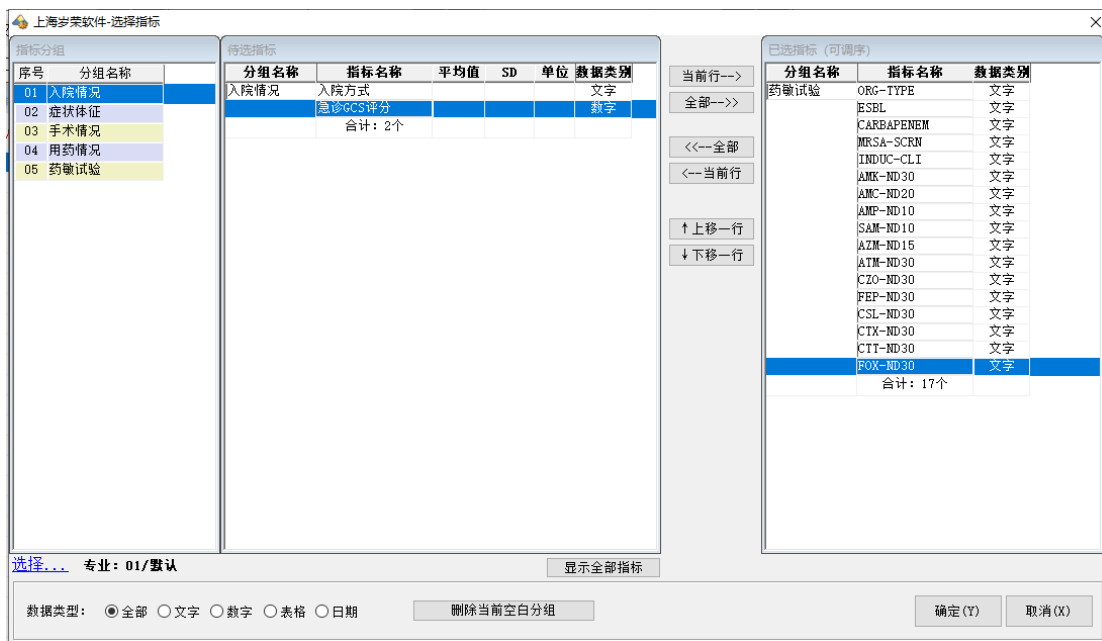 上海岁荣软件-选择指标
指标分组
序号 分组名称
01 入院情况
02 症状体征
03 手术情况
04 用药情况
05 药敏试验
待选指标
分组名称 指标名称 平均值 SD 单位 数据类别
入院情况 入院方式 文字
急诊GCS评分 数字
合计: 2个
当前行-->
全部-->>
<<--全部
<--当前行
↑上移一行
↓下移一行
已选指标 (可调序)
分组名称 指标名称 数据类别
药敏试验 ORG-TYPE 文字
ESBL 文字
CARBAPENEM 文字
MRSA-SCRN 文字
INDUC-CLI 文字
AMK-ND30 文字
AMC-ND20 文字
AMP-ND10 文字
SAM-ND10 文字
AZM-ND15 文字
ATM-ND30 文字
CZO-ND30 文字
FEP-ND30 文字
CSL-ND30 文字
CTX-ND30 文字
CTT-ND30 文字
FOX-ND30 文字
合计: 17个
选择... 专业: 01/默认
显示全部指标
数据类型: 全部 文字 数字 表格 日期
删除当前空白分组
确定(Y) 取消(X)